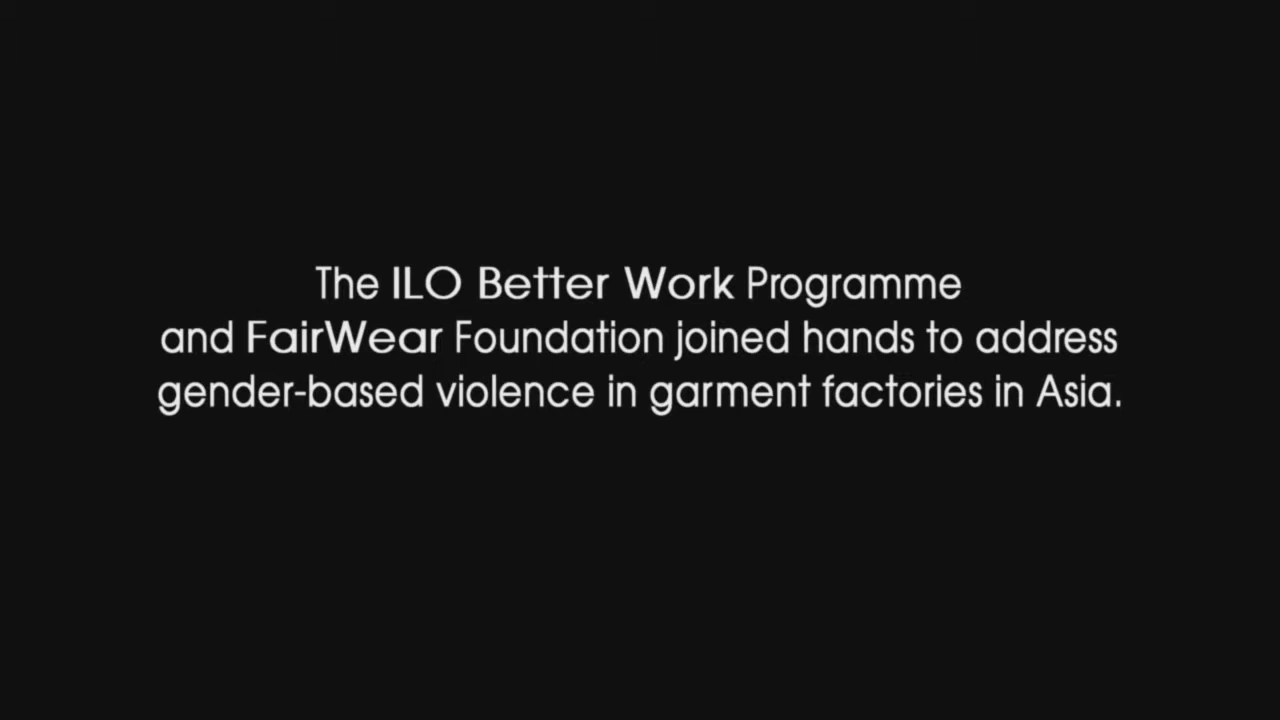 The ILO Better Work Programme
and FairWear Foundation joined hands to address
gender-based violence in garment factories in Asia.